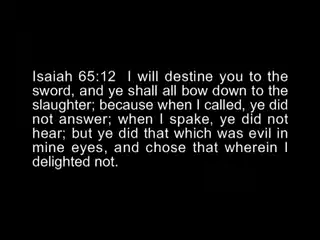 Isaiah 65:12  I will destine you to the
sword, and ye shall all bow down to the
slaughter; because when I called, ye did
not answer; when I spake, ye did not
hear; but ye did that which was evil in
mine eyes, and chose that wherein I
delighted not.